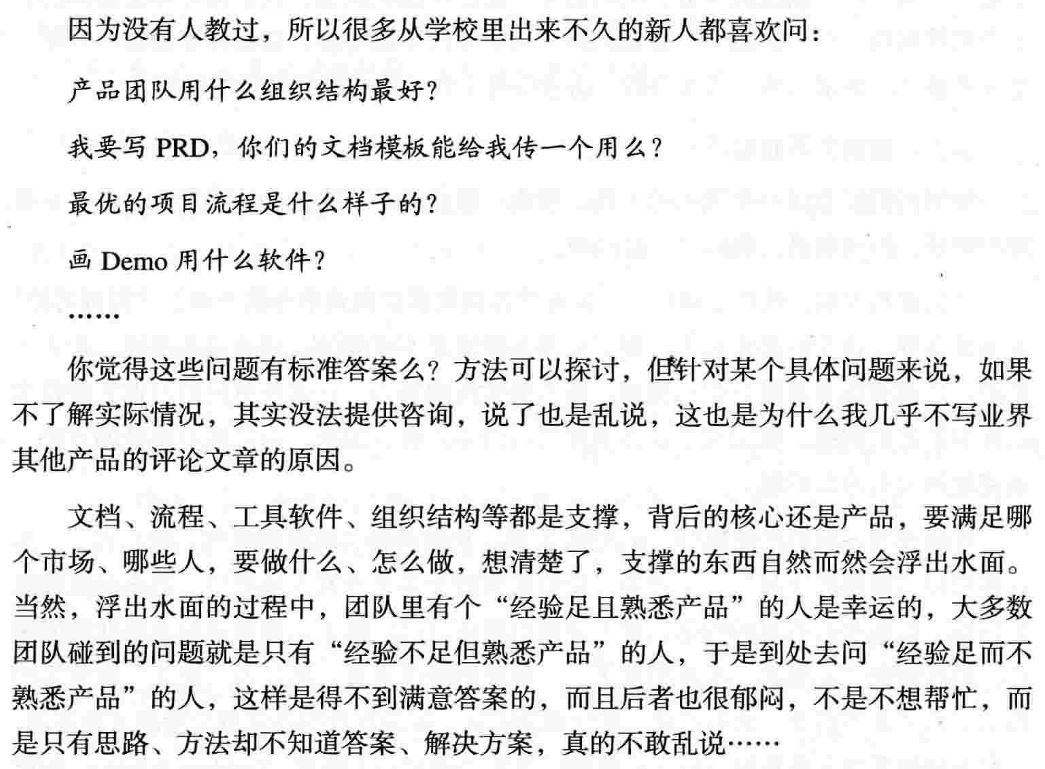 因为没有人教过，所以很多从学校里出来不久的新人都喜欢问：
产品团队用什么组织结构最好？
我要写 PRD，你们的文档模板能给我传一个用么？
最优的项目流程是什么样子的？
画 Demo 用什么软件？
……
你觉得这些问题有标准答案么？方法可以探讨，但针对某个具体问题来说，如果
不了解实际情况，其实没法提供咨询，说了也是乱说，这也是为什么我几乎不写业界
其他产品的评论文章的原因。
文档、流程、工具软件、组织结构等都是支撑，背后的核心还是产品，要满足哪
个市场、哪些人，要做什么、怎么做，想清楚了，支撑的东西自然而然会浮出水面。
当然，浮出水面的过程中，团队里有个“经验足且熟悉产品”的人是幸运的，大多数
团队碰到的问题就是只有“经验不足但熟悉产品”的人，于是到处去问“经验足而不
熟悉产品”的人，这样是得不到满意答案的，而且后者也很郁闷，不是不想帮忙，而
是只有思路、方法却不知道答案、解决方案，真的不敢乱说……